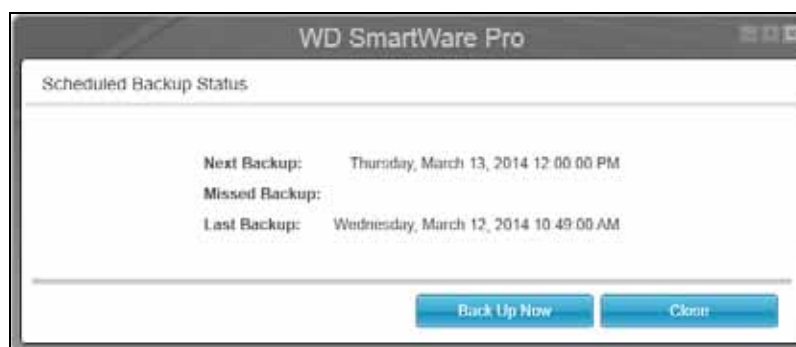 WD SmartWare Pro
Scheduled Backup Status
Next Backup: Thursday, March 13, 2014 12:00:00 PM
Missed Backup:
Last Backup: Wednesday, March 12, 2014 10:49:00 AM
Back Up Now Close